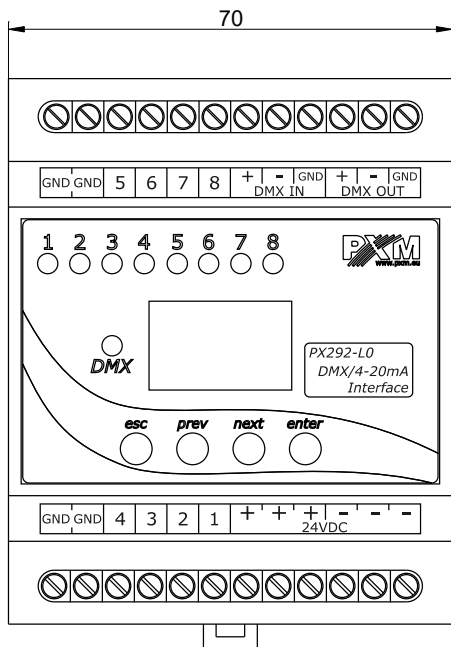 70
GND GND 5 6 7 8 + - GND + - GND
DMX IN DMX OUT
1 2 3 4 5 6 7 8
PXM
www.pxm.eu
DMX
PX292-L0
DMX/4-20mA
Interface
esc prev next enter
GND GND 4 3 2 1 + + + - - -
24VDC